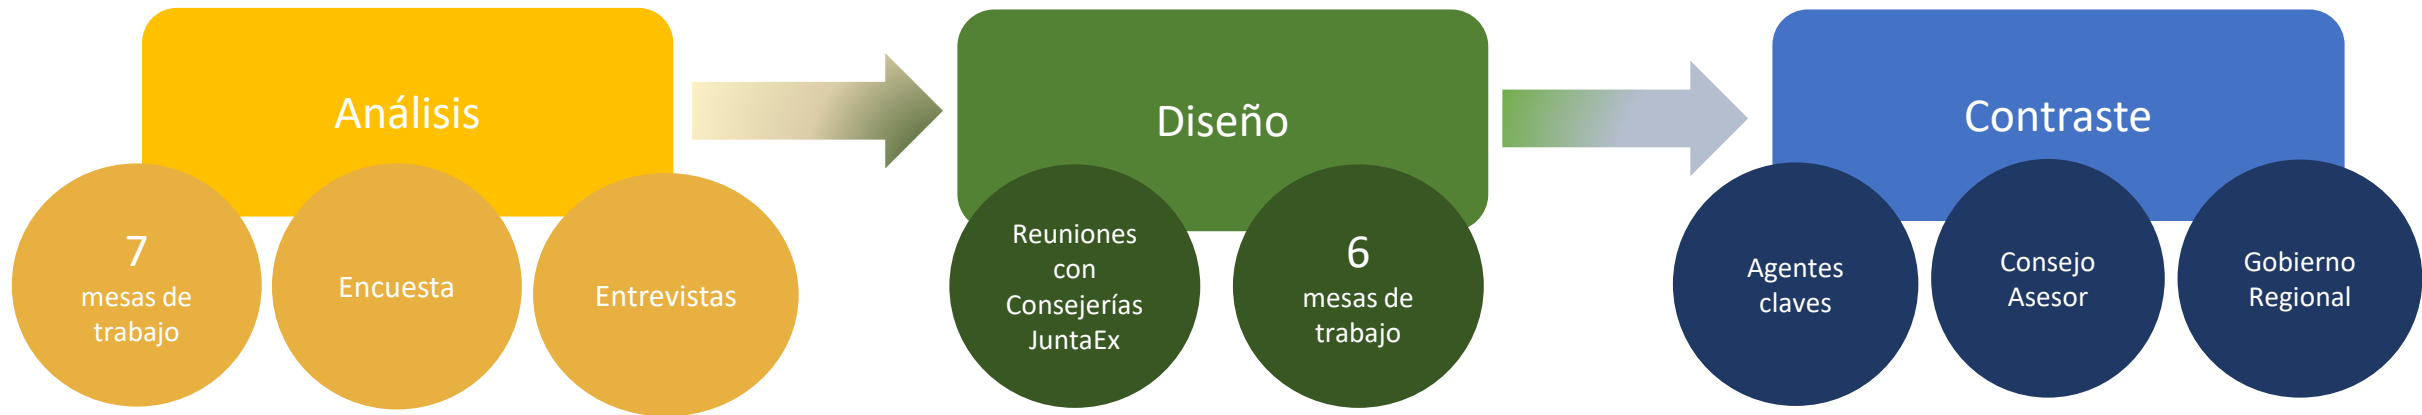 Análisis
7
mesas de
trabajo
Encuesta
Entrevistas
Diseño
Reuniones
con
Consejerías
JuntaEx
6
mesas de
trabajo
Contraste
Agentes
claves
Consejo
Asesor
Gobierno
Regional